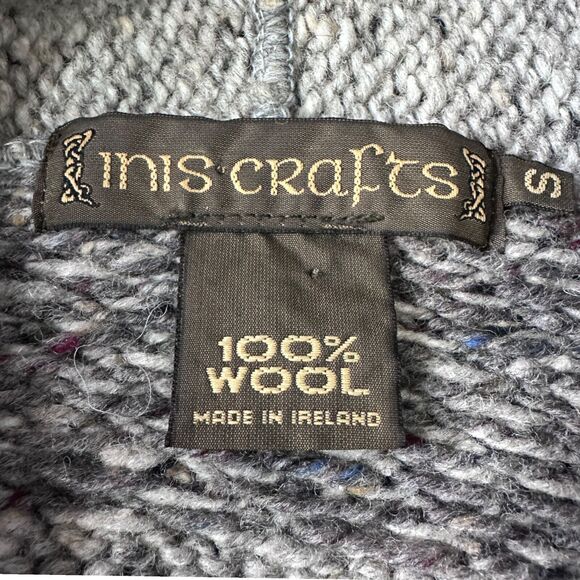 INIS CRAFTS
S
100%
WOOL
MADE IN IRELAND